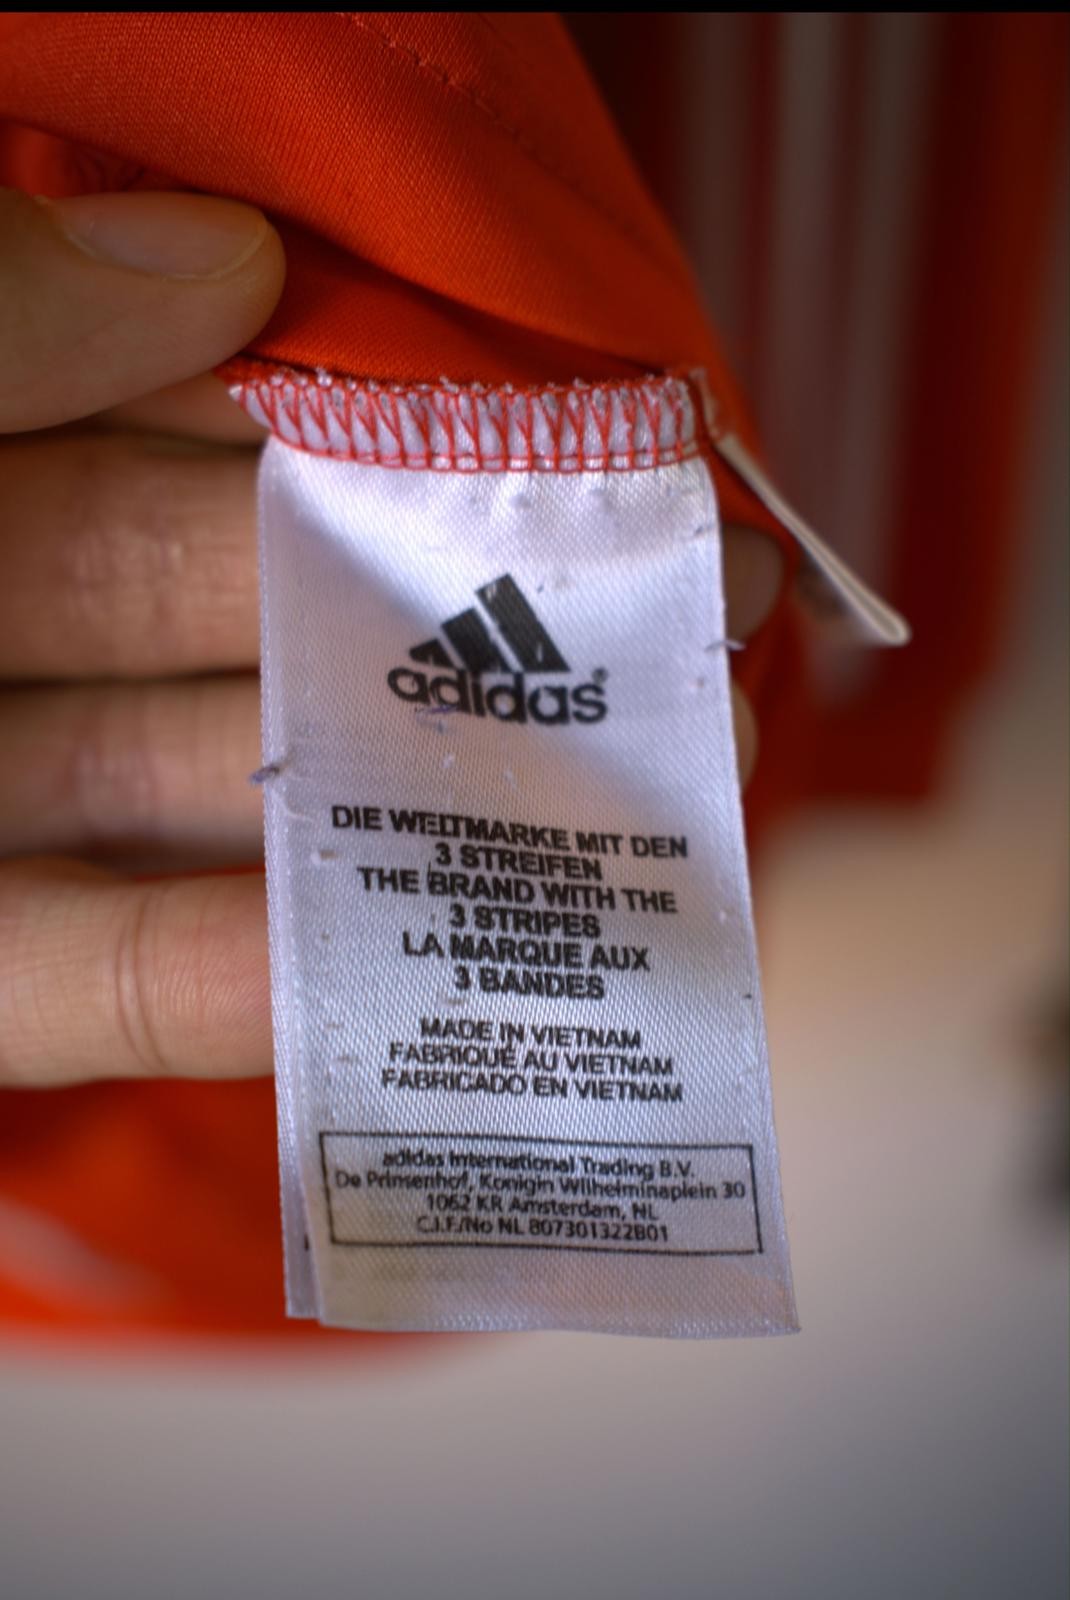 adidas®
DIE WELTMARKE MIT DEN
3 STREIFEN
THE BRAND WITH THE
3 STRIPES
LA MARQUE AUX
3 BANDES
MADE IN VIETNAM
FABRIQUÉ AU VIETNAM
FABRICADO EN VIETNAM
adidas International Trading B.V.
De Prinsenhof, Konigin Wilhelminaplein 30
1062 KR Amsterdam, NL
C.I.F./No NL 807301322B01